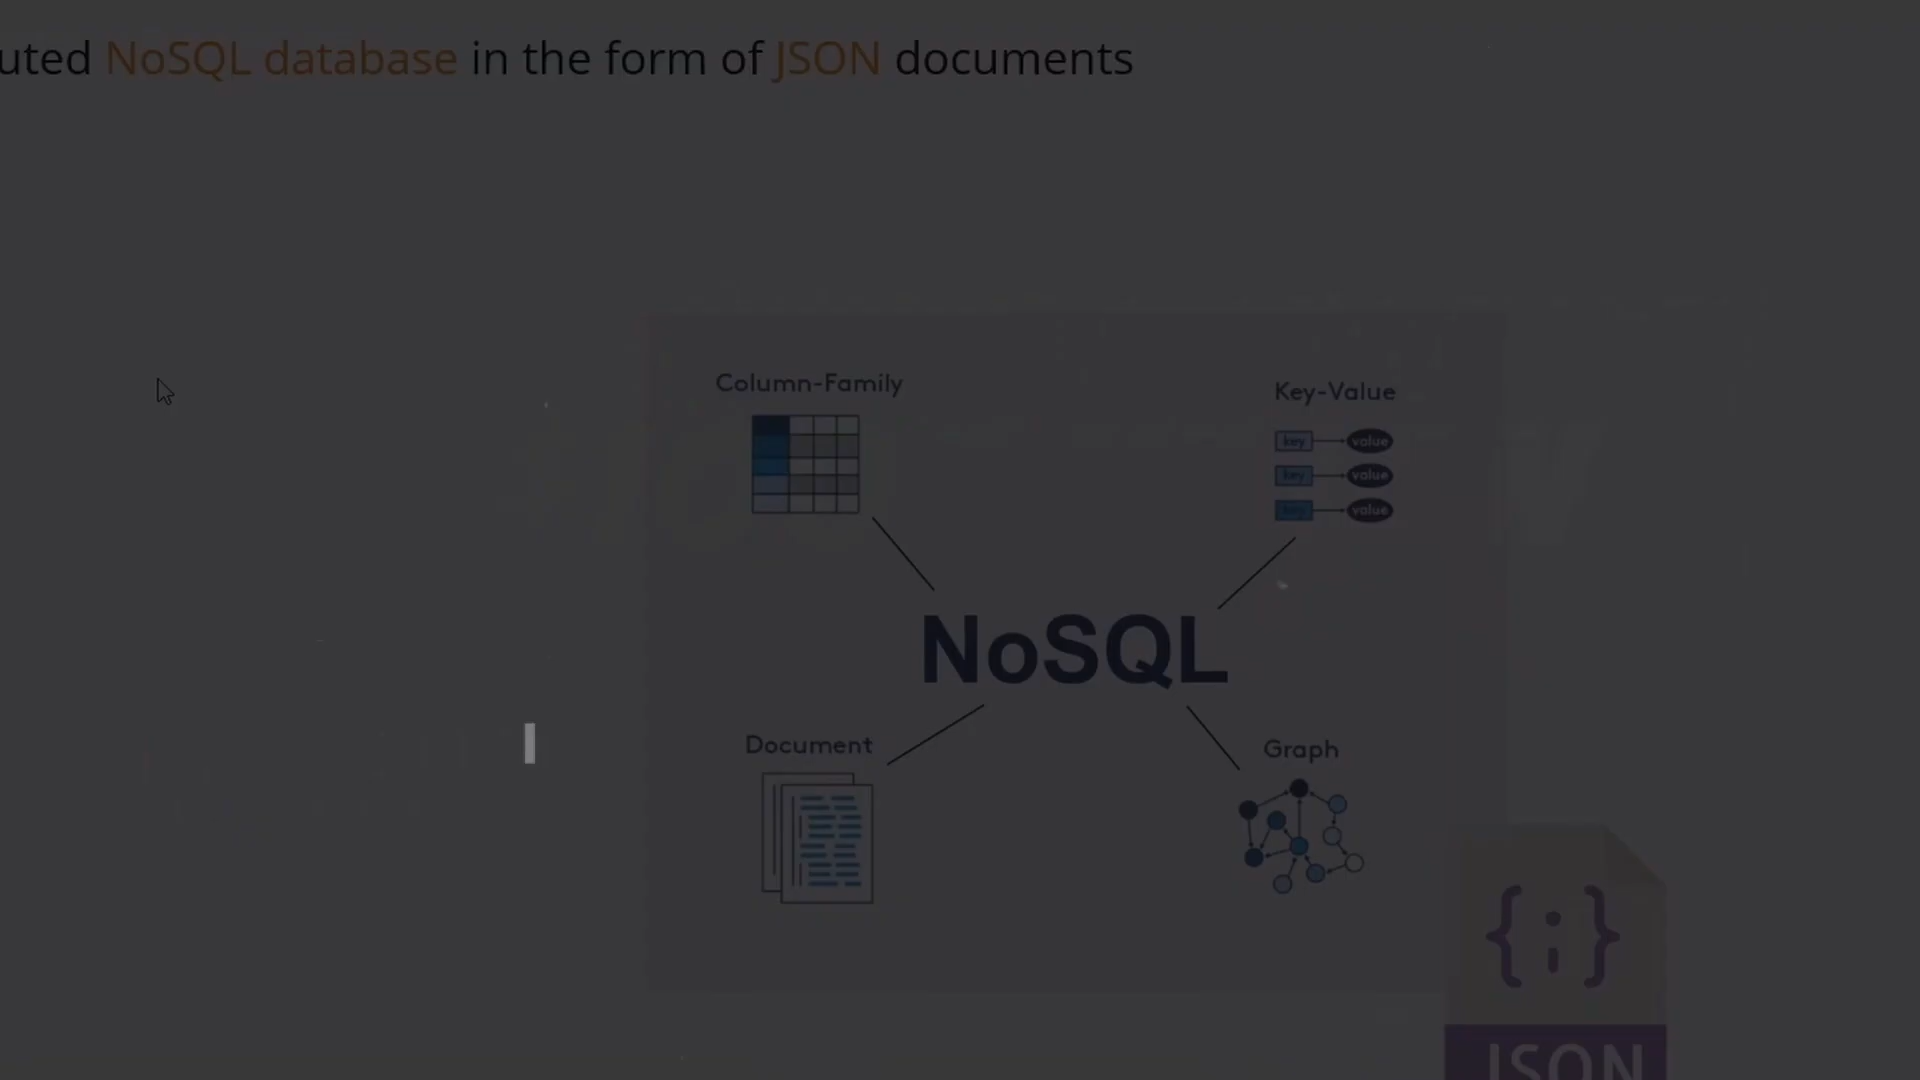 uted NoSQL database in the form of JSON documents
Column-Family
Key-Value
key value
key value
key value
NoSQL
Document
Graph
{;}
JSON